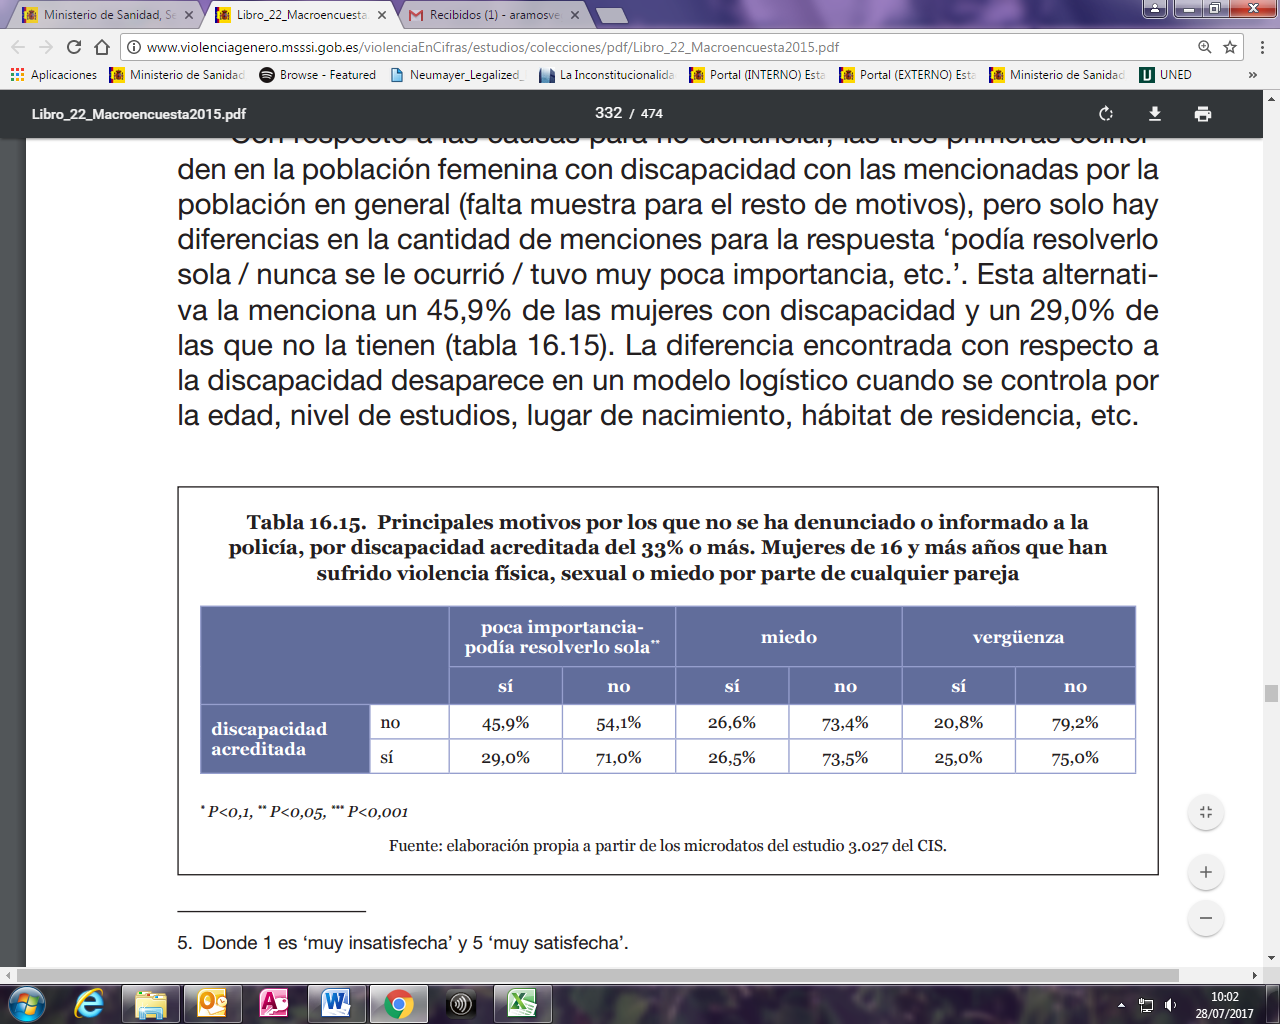 Ministerio de Sanidad, Se
Libro_22_Macroencuesta
Recibidos (1) - aramosve
www.violenciagenero.msssi.gob.es/violenciaEnCifras/estudios/colecciones/pdf/Libro_22_Macroencuesta2015.pdf
Aplicaciones
Ministerio de Sanidad
Browse - Featured
Neumayer_Legalized_
La Inconstitucionalida
Portal (INTERNO) Esta
Portal (EXTERNO) Esta
Ministerio de Sanidad
UNED
»
Libro_22_Macroencuesta2015.pdf
332 / 474
Con respecto a las causas para no denunciar, las tres primeras coinci-
den en la población femenina con discapacidad con las mencionadas por la
población en general (falta muestra para el resto de motivos), pero solo hay
diferencias en la cantidad de menciones para la respuesta ‘podía resolverlo
sola / nunca se le ocurrió / tuvo muy poca importancia, etc.’. Esta alternati-
va la menciona un 45,9% de las mujeres con discapacidad y un 29,0% de
las que no la tienen (tabla 16.15). La diferencia encontrada con respecto a
la discapacidad desaparece en un modelo logístico cuando se controla por
la edad, nivel de estudios, lugar de nacimiento, hábitat de residencia, etc.
Tabla 16.15. Principales motivos por los que no se ha denunciado o informado a la
policía, por discapacidad acreditada del 33% o más. Mujeres de 16 y más años que han
sufrido violencia física, sexual o miedo por parte de cualquier pareja
poca importancia-
podía resolverlo sola**
miedo
vergüenza
sí no sí no sí no
discapacidad
acreditada
no 45,9% 54,1% 26,6% 73,4% 20,8% 79,2%
sí 29,0% 71,0% 26,5% 73,5% 25,0% 75,0%
* P<0,1, ** P<0,05, *** P<0,001
Fuente: elaboración propia a partir de los microdatos del estudio 3.027 del CIS.
5. Donde 1 es ‘muy insatisfecha’ y 5 ‘muy satisfecha’.
10:02
28/07/2017